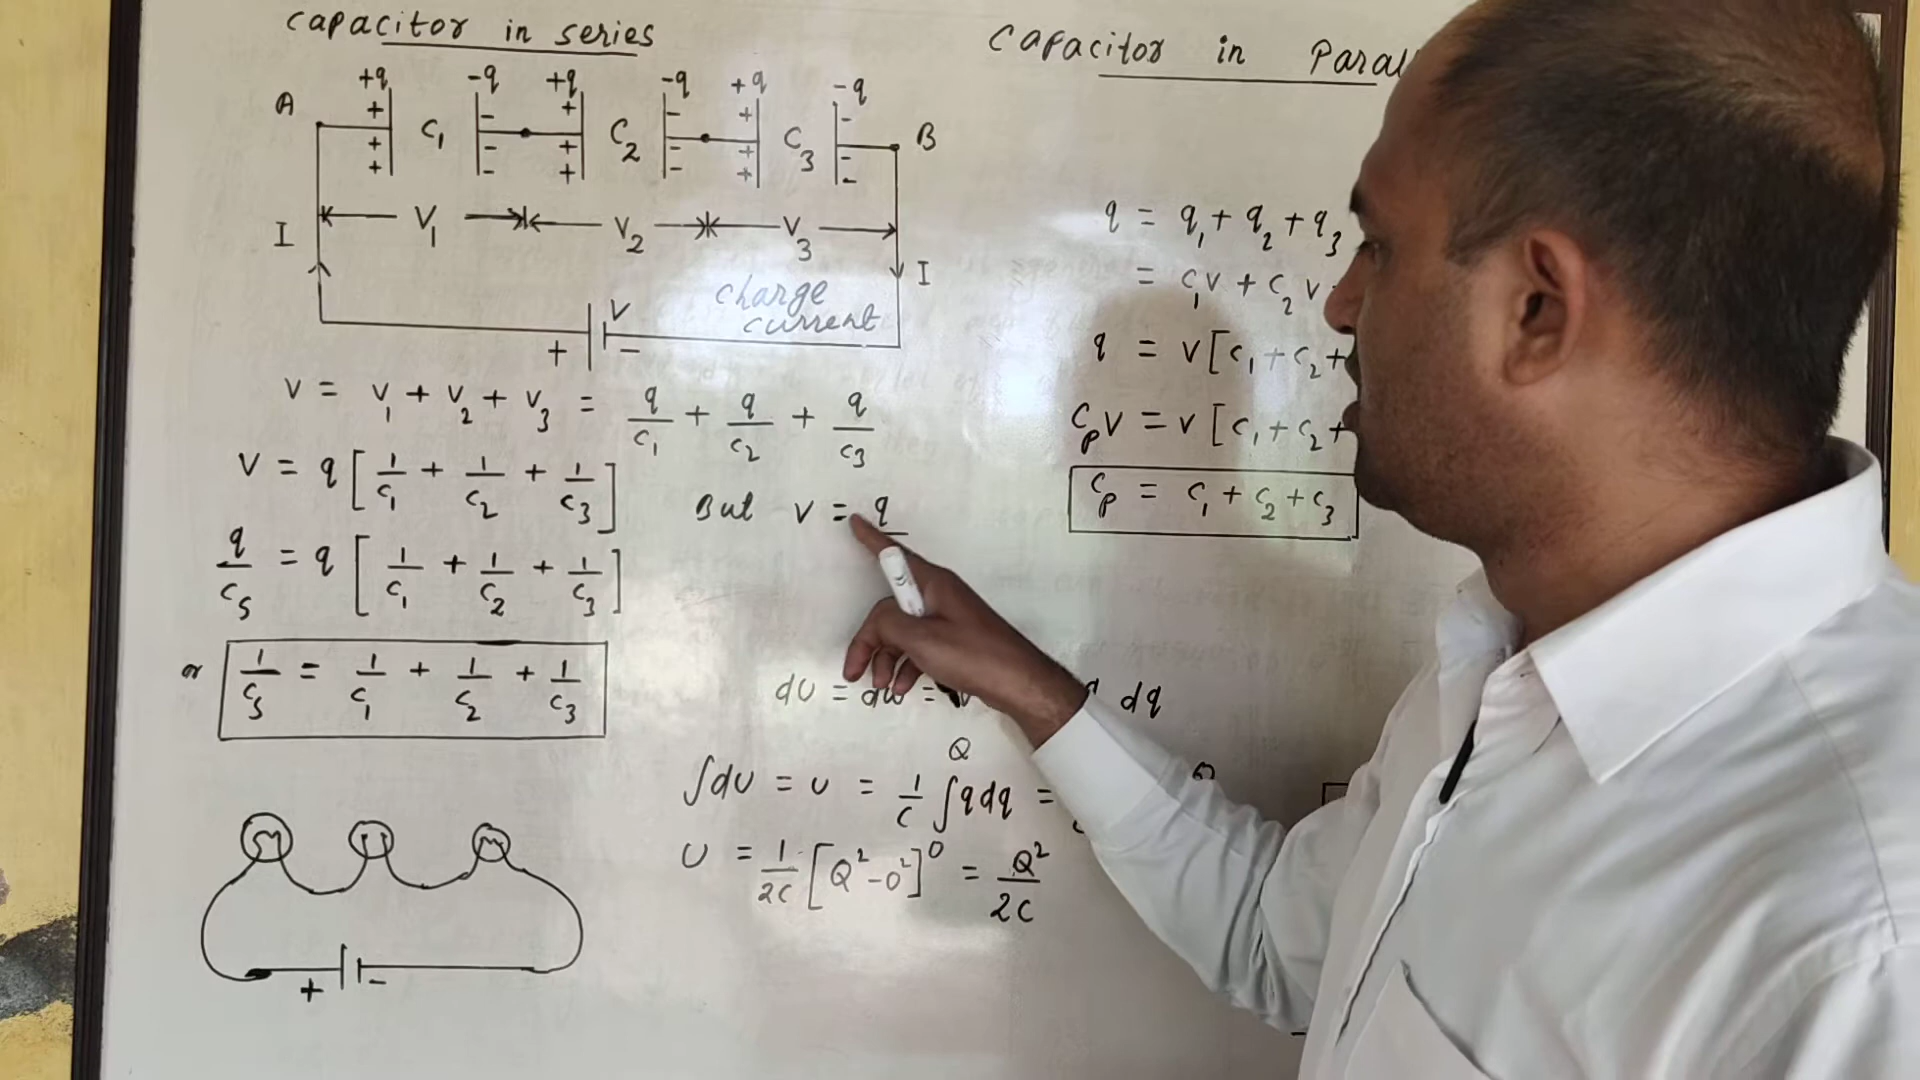 Capacitor in series
+q -q +q -q +q -q
A C₁ C₂ C₃ B
I V₁ V₂ V₃ I
charge
current
V
+ -
V = V₁ + V₂ + V₃ = q/C₁ + q/C₂ + q/C₃
V = q [1/C₁ + 1/C₂ + 1/C₃]
But V = q
q/Cs = q [1/C₁ + 1/C₂ + 1/C₃]
or 1/Cs = 1/C₁ + 1/C₂ + 1/C₃
+ -
Capacitor in
q = q₁ + q₂ + q₃
= C₁V + C₂V
q = V [C₁ + C₂ +
CₚV = V [C₁ + C₂ +
Cₚ = C₁ + C₂ + C₃
dU = dW = dq
∫dU = U = 1/C ∫ Q q dq =
U = 1/2C [Q² - 0²]⁰ = Q²/2C